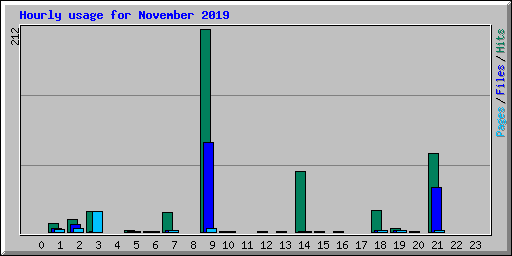 Hourly usage for November 2019
212
Pages/Files/Hits
0 1 2 3 4 5 6 7 8 9 10 11 12 13 14 15 16 17 18 19 20 21 22 23